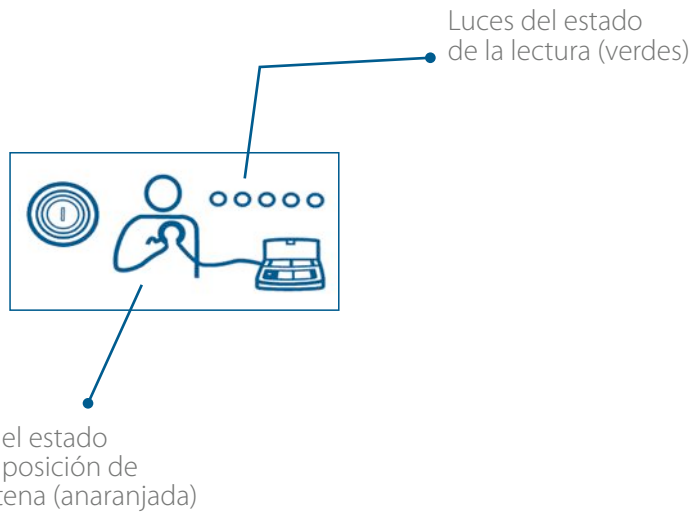 Luces del estado
de la lectura (verdes)
el estado
posición de
tena (anaranjada)